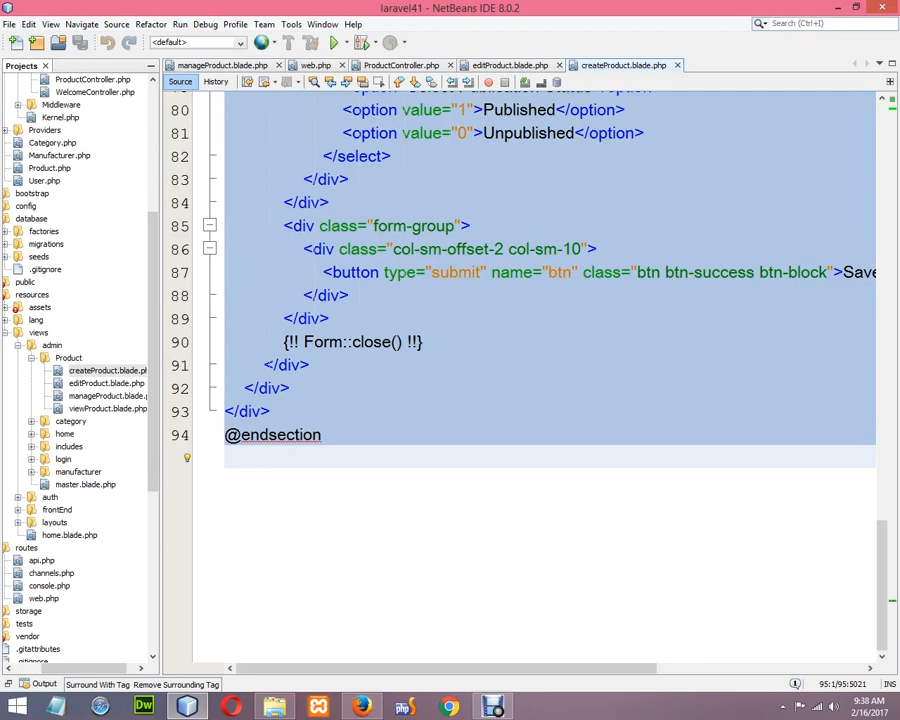 laravel41 - NetBeans IDE 8.0.2
File Edit View Navigate Source Refactor Run Debug Profile Team Tools Window Help
Search (Ctrl+I)
<default>
Projects
manageProduct.blade.php web.php ProductController.php editProduct.blade.php createProduct.blade.php
Source History
ProductController.php
WelcomeController.php
Middleware
Kernel.php
Providers
Category.php
Manufacturer.php
Product.php
User.php
bootstrap
config
database
factories
migrations
seeds
.gitignore
public
resources
assets
lang
views
admin
Product
createProduct.blade.ph
editProduct.blade.php
manageProduct.blade.ph
viewProduct.blade.php
category
home
includes
login
manufacturer
master.blade.php
auth
frontEnd
layouts
home.blade.php
routes
api.php
channels.php
console.php
web.php
storage
tests
vendor
.gitattributes
.gitignore
80 <option value="1">Published</option>
81 <option value="0">Unpublished</option>
82 </select>
83 </div>
84 </div>
85 <div class="form-group">
86 <div class="col-sm-offset-2 col-sm-10">
87 <button type="submit" name="btn" class="btn btn-success btn-block">Save
88 </div>
89 </div>
90 {!! Form::close() !!}
91 </div>
92 </div>
93 </div>
94 @endsection
Output Surround With Tag Removing Surrounding Tag
95:1/95:5021 INS
9:38 AM
2/16/2017